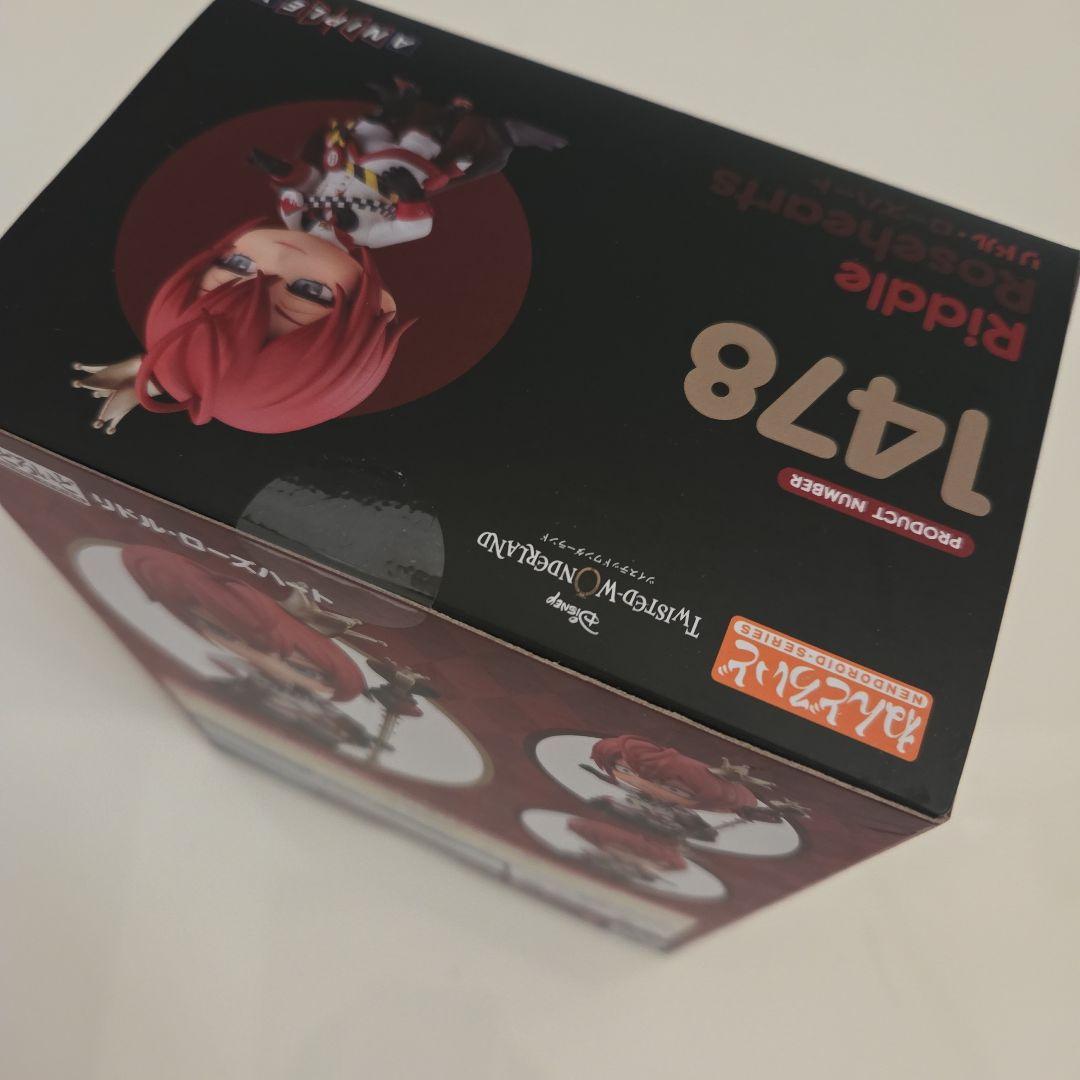 ねんどろいど
NENDOROID-SERIES
Disney
TWISTED-WONDERLAND
ツイステッドワンダーランド
PRODUCT NUMBER
1478
Riddle
Rosehearts
リドル・ローズハート
ANIPLEX
リドル・ローズハート